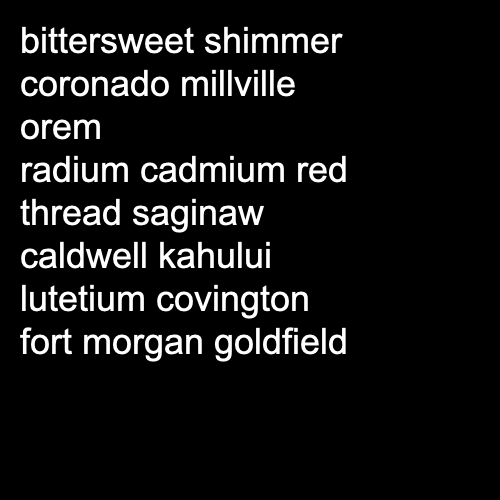 bittersweet shimmer
coronado millville
orem
radium cadmium red
thread saginaw
caldwell kahului
lutetium covington
fort morgan goldfield